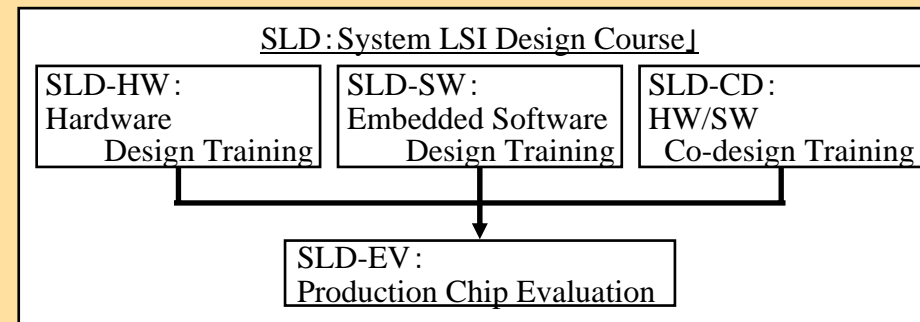 SLD：System LSI Design Course」
SLD-HW：
Hardware
Design Training
SLD-SW：
Embedded Software
Design Training
SLD-CD：
HW/SW
Co-design Training
SLD-EV：
Production Chip Evaluation